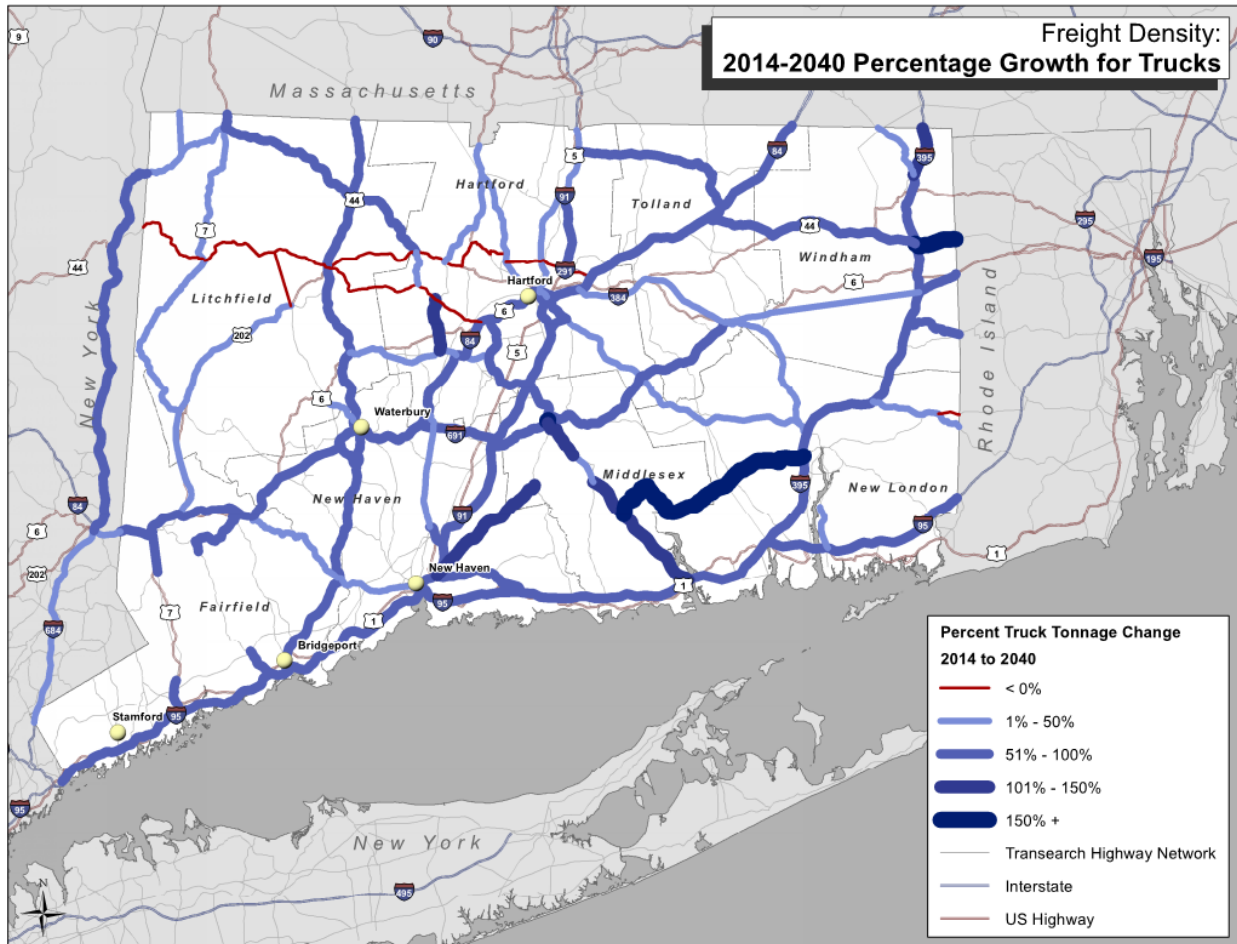 Freight Density:
2014-2040 Percentage Growth for Trucks
9
90
Massachusetts
5
84
395
Hartford
91
Tolland
44
7
44
295
44
291
Windham
195
Litchfield
Hartford
384
6
6
202
84
5
New York
Rhode Island
6
Waterbury
691
Middlesex
New Haven
395
New London
84
91
95
6
1
202
New Haven
1
7
95
Fairfield
1
684
Bridgeport
Stamford
95
95
New York
495
N
Percent Truck Tonnage Change
2014 to 2040
< 0%
1% - 50%
51% - 100%
101% - 150%
150% +
Transearch Highway Network
Interstate
US Highway